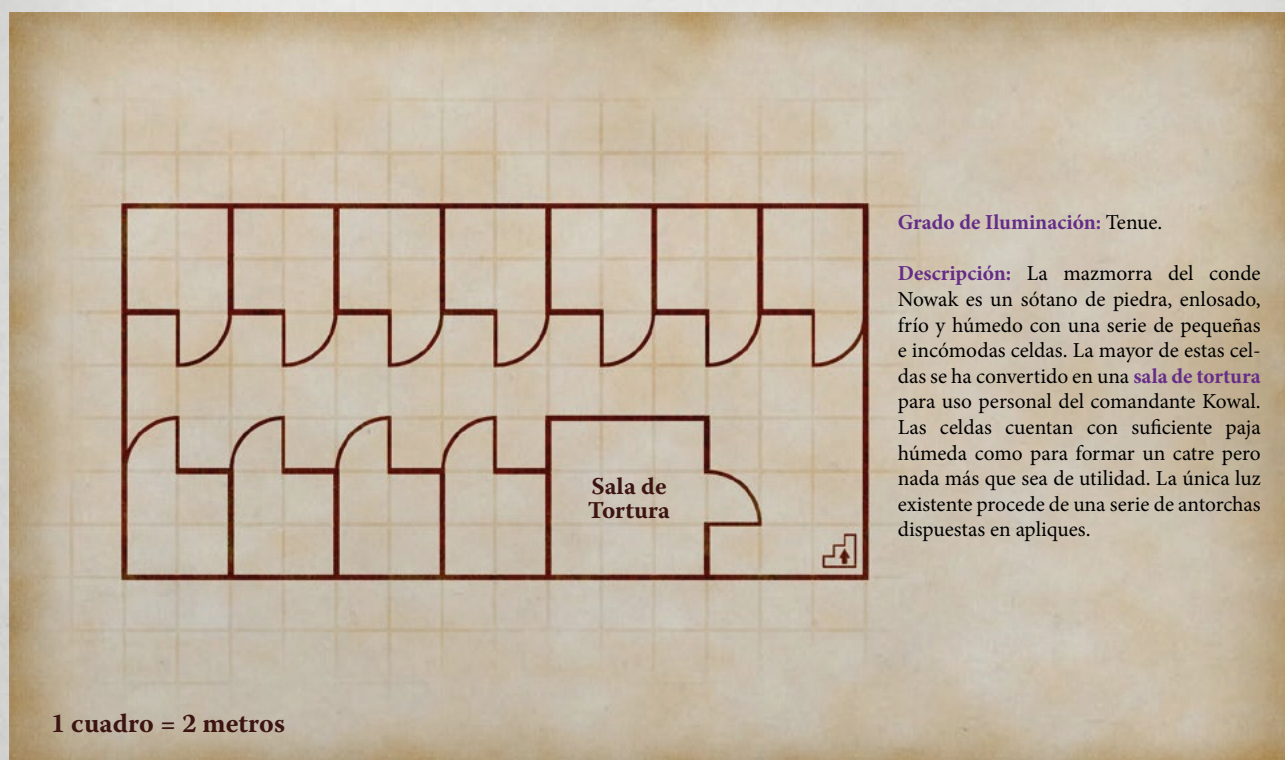 Grado de Iluminación: Tenue.
Descripción: La mazmorra del conde
Nowak es un sótano de piedra, enlosado,
frío y húmedo con una serie de pequeñas
e incómodas celdas. La mayor de estas cel-
das se ha convertido en una sala de tortura
para uso personal del comandante Kowal.
Las celdas cuentan con suficiente paja
húmeda como para formar un catre pero
nada más que sea de utilidad. La única luz
existente procede de una serie de antorchas
dispuestas en apliques.
Sala de
Tortura
1 cuadro = 2 metros